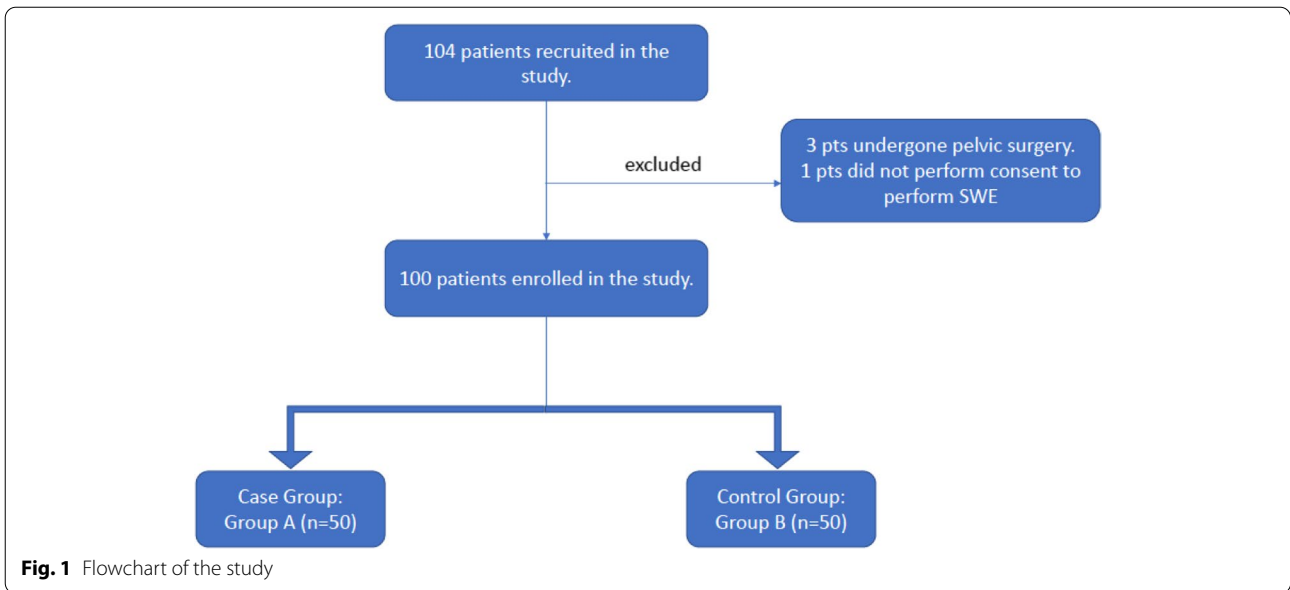 104 patients recruited in the
study.
excluded
3 pts undergone pelvic surgery.
1 pts did not perform consent to
perform SWE
100 patients enrolled in the study.
Case Group:
Group A (n=50)
Control Group:
Group B (n=50)
Fig. 1 Flowchart of the study